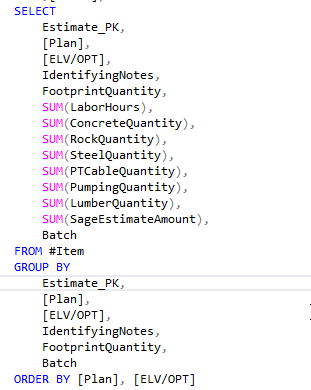 SELECT
Estimate_PK,
[Plan],
[ELV/OPT],
IdentifyingNotes,
FootprintQuantity,
SUM(LaborHours),
SUM(ConcreteQuantity),
SUM(RockQuantity),
SUM(SteelQuantity),
SUM(PTCableQuantity),
SUM(PumpingQuantity),
SUM(LumberQuantity),
SUM(SageEstimateAmount),
Batch
FROM #Item
GROUP BY
Estimate_PK,
[Plan],
[ELV/OPT],
IdentifyingNotes,
FootprintQuantity,
Batch
ORDER BY [Plan], [ELV/OPT]